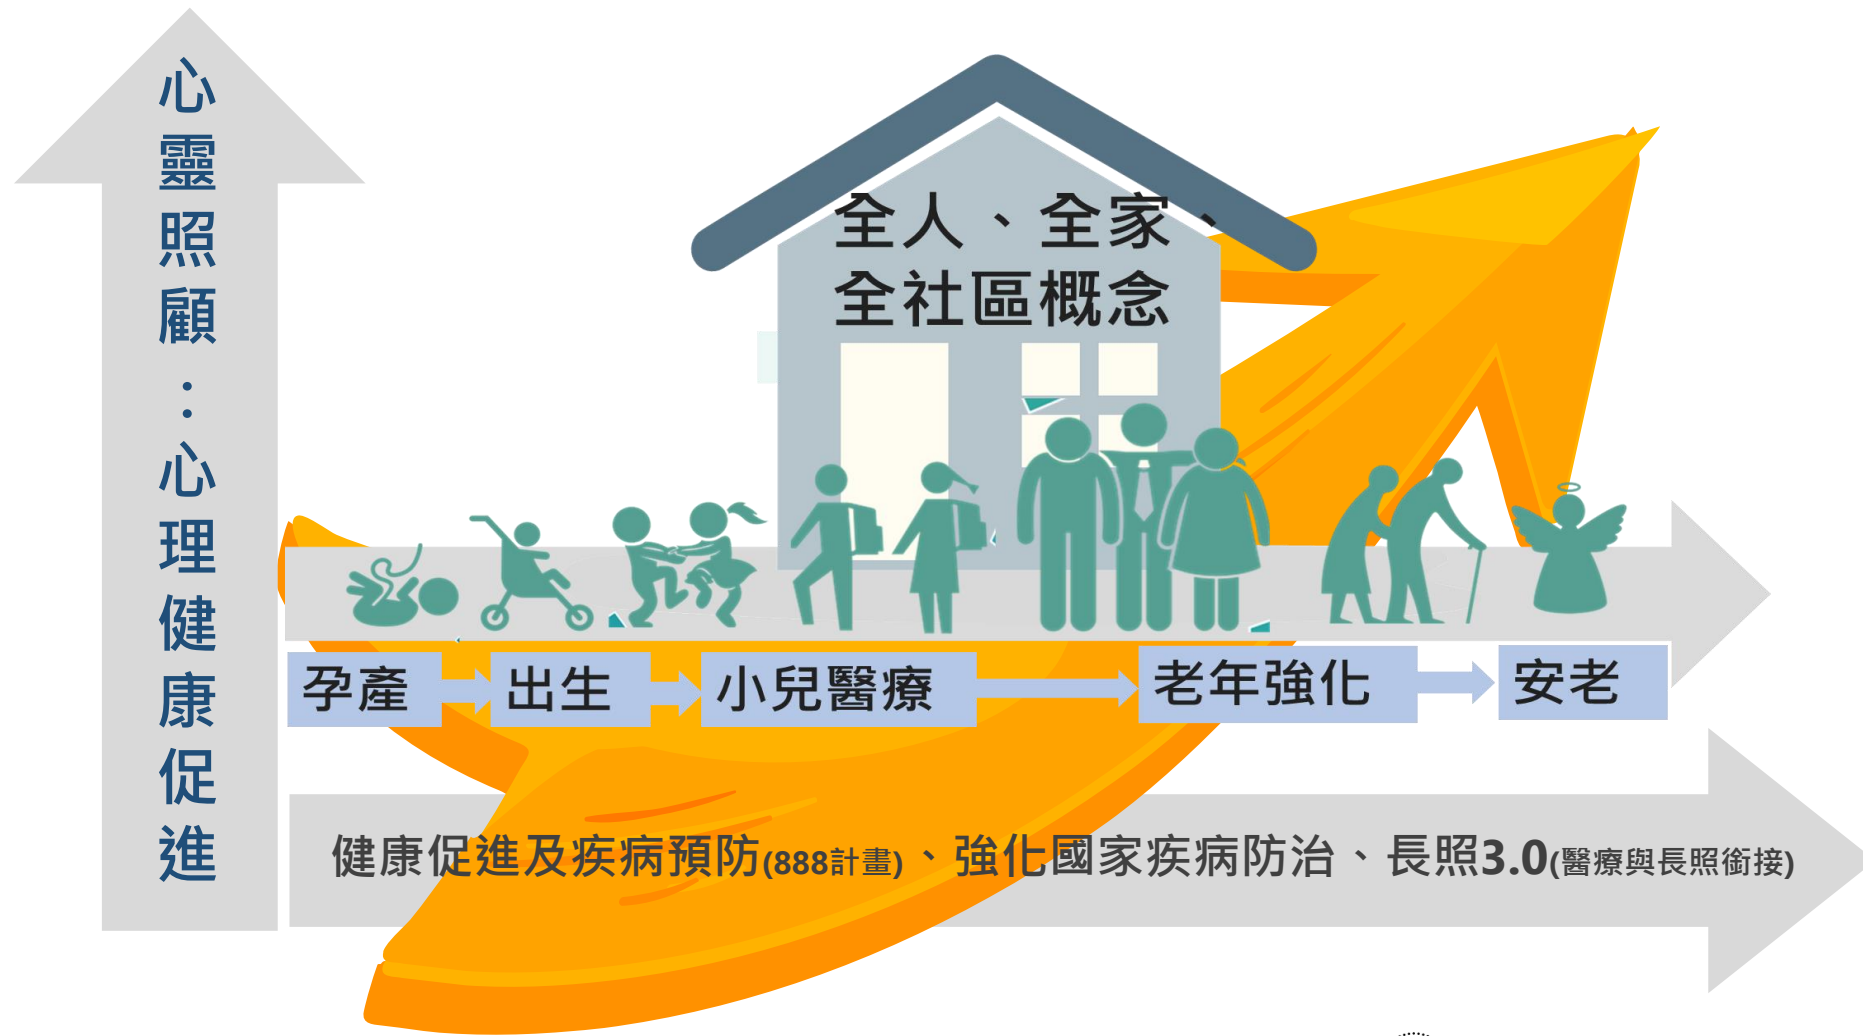 心靈照顧：心理健康促進
全人、全家、
全社區概念
孕產
出生
小兒醫療
老年強化
安老
健康促進及疾病預防(888計畫)、強化國家疾病防治、長照3.0(醫療與長照銜接)